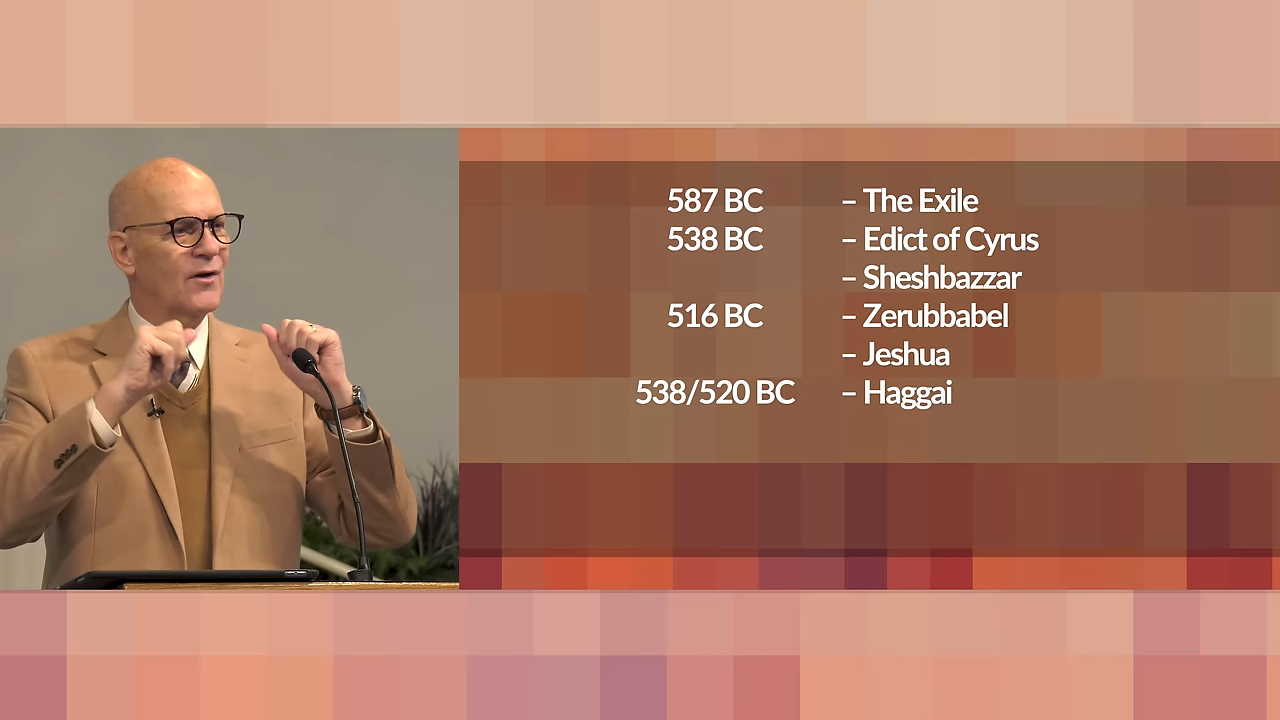 587 BC – The Exile
538 BC – Edict of Cyrus
– Sheshbazzar
516 BC – Zerubbabel
– Jeshua
538/520 BC – Haggai